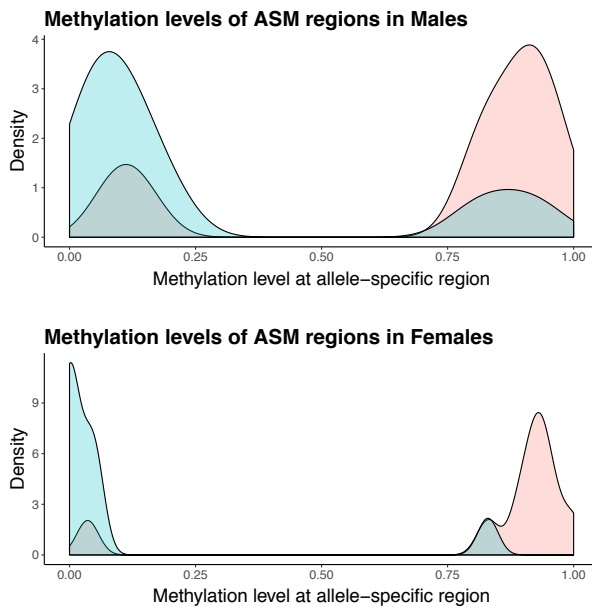 Methylation levels of ASM regions in Males
Density
4
3
2
1
0
0.00 0.25 0.50 0.75 1.00
Methylation level at allele−specific region
Methylation levels of ASM regions in Females
Density
9
6
3
0
0.00 0.25 0.50 0.75 1.00
Methylation level at allele−specific region